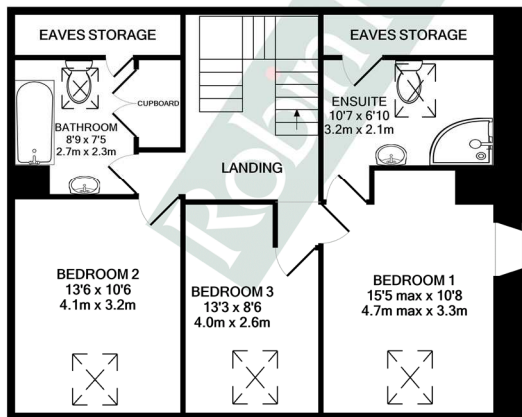 EAVES STORAGE
EAVES STORAGE
CUPBOARD
BATHROOM
8'9 x 7'5
2.7m x 2.3m
ENSUITE
10'7 x 6'10
3.2m x 2.1m
LANDING
BEDROOM 2
13'6 x 10'6
4.1m x 3.2m
BEDROOM 3
13'3 x 8'6
4.0m x 2.6m
BEDROOM 1
15'5 max x 10'8
4.7m max x 3.3m